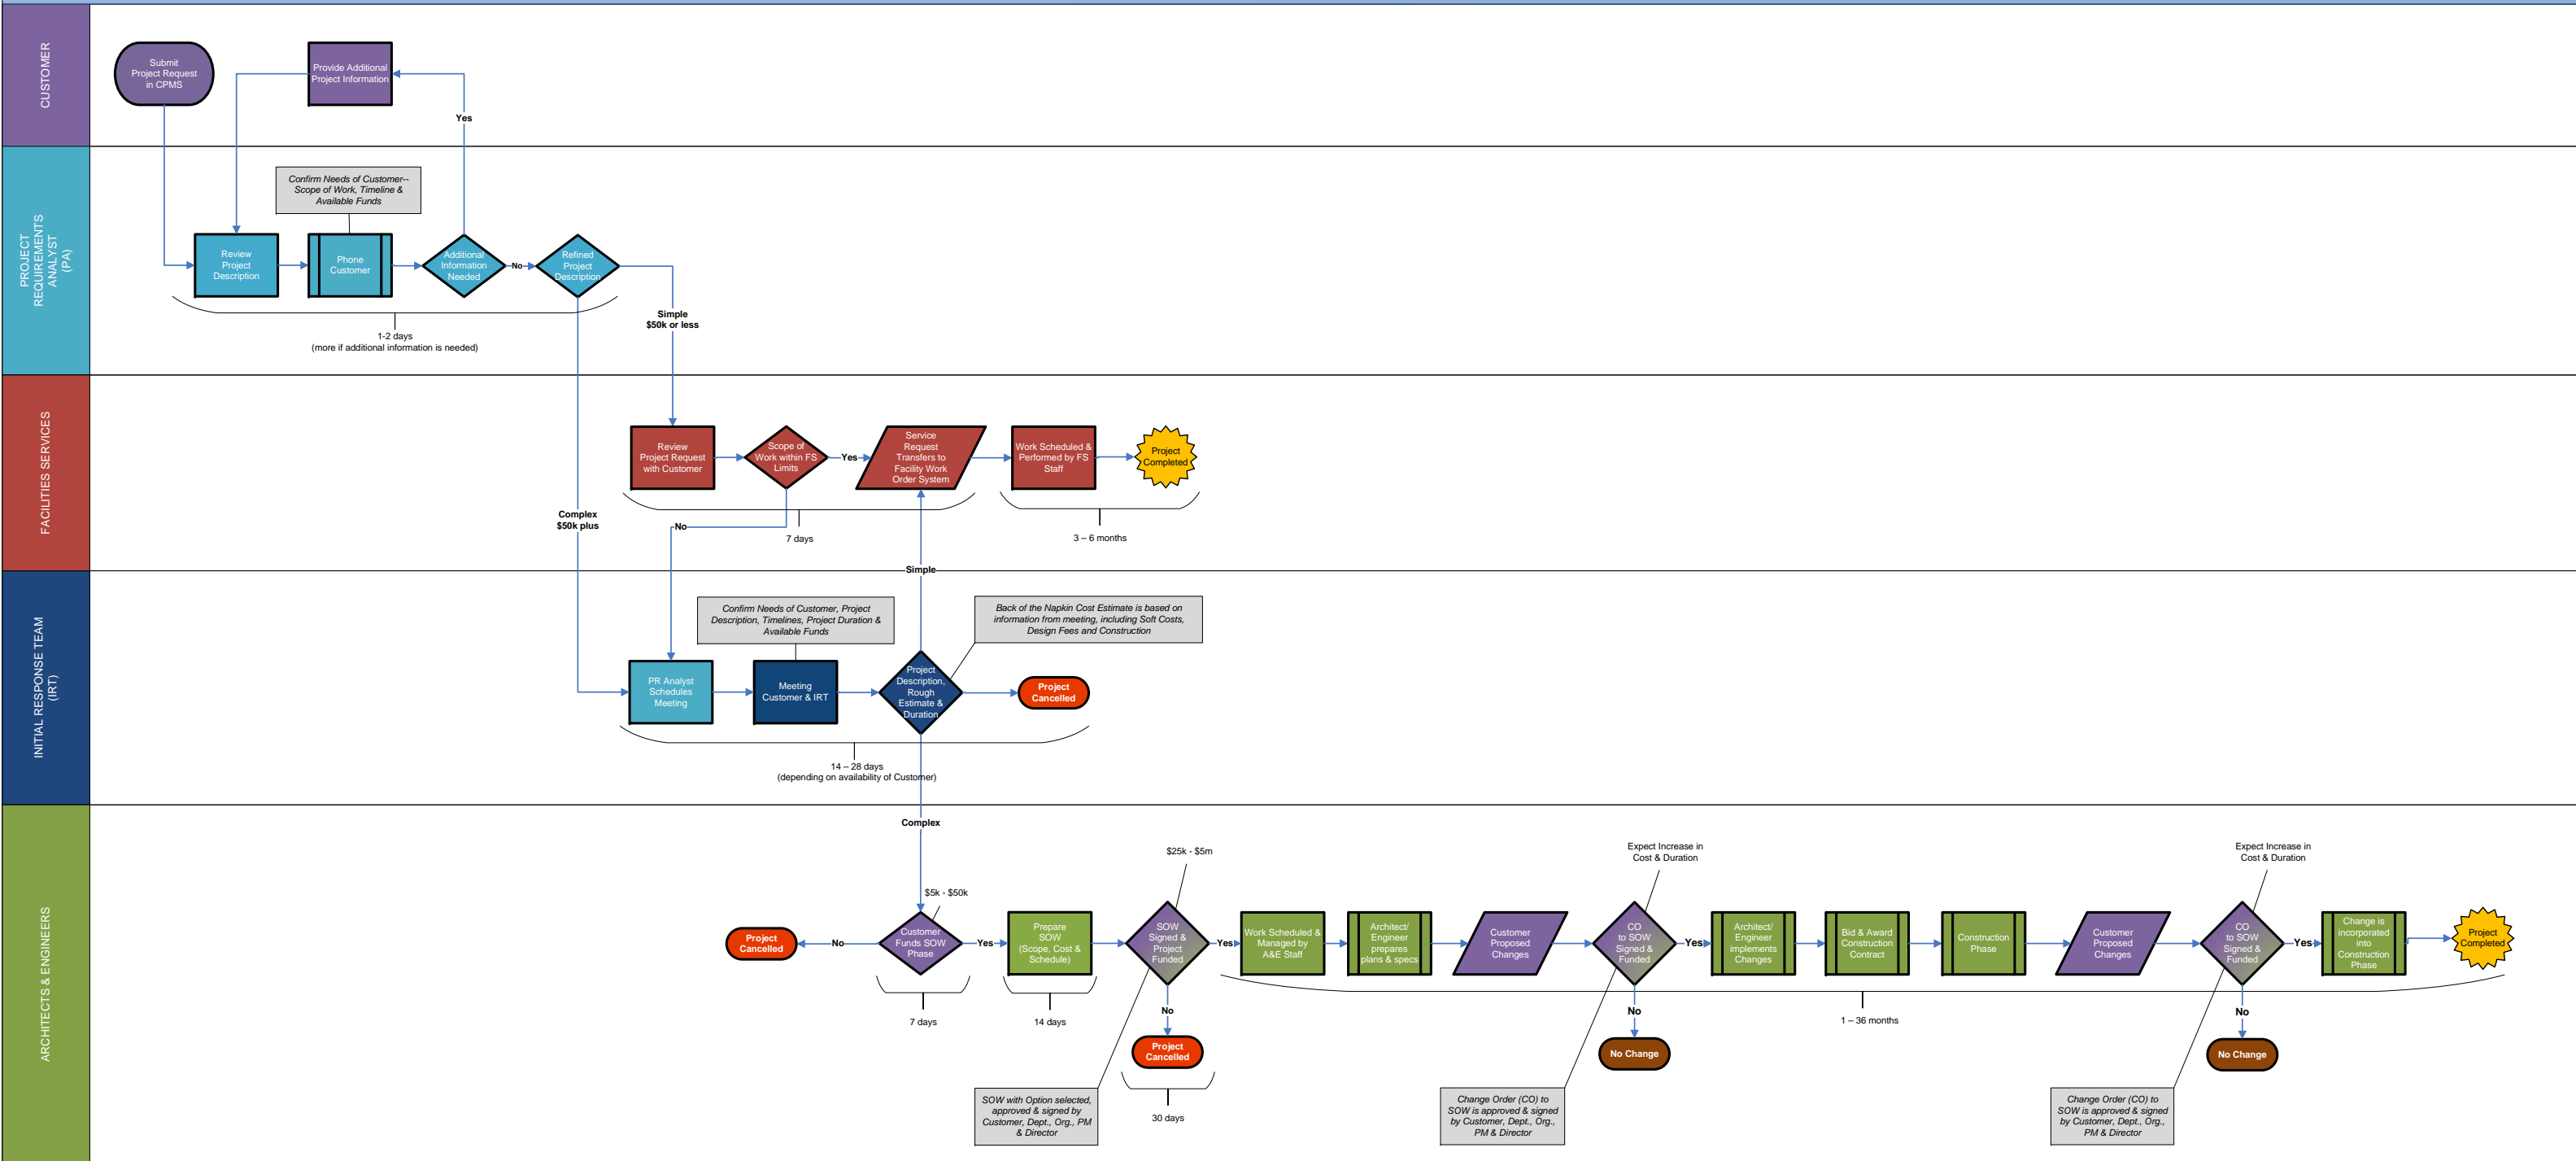 CUSTOMER
Submit
Project Request
in CPMS
Provide Additional
Project Information
Yes
PROJECT
REQUIREMENTS
ANALYST
(PA)
Confirm Needs of Customer--
Scope of Work, Timeline &
Available Funds
Review
Project
Description
Phone
Customer
Additional
Information
Needed
No
Refined
Project
Description
1-2 days
(more if additional information is needed)
Simple
$50k or less
FACILITIES SERVICES
Review
Project Request
with Customer
Scope of
Work within FS
Limits
Yes
Service
Request
Transfers to
Facility Work
Order System
Work Scheduled &
Performed by FS
Staff
Project
Completed
Complex
$50k plus
No
7 days
3 – 6 months
Simple
INITIAL RESPONSE TEAM
(IRT)
Confirm Needs of Customer, Project
Description, Timelines, Project Duration &
Available Funds
Back of the Napkin Cost Estimate is based on
information from meeting, including Soft Costs,
Design Fees and Construction
PR Analyst
Schedules
Meeting
Meeting
Customer & IRT
Project
Description,
Rough
Estimate &
Duration
Project
Cancelled
14 – 28 days
(depending on availability of Customer)
Complex
ARCHITECTS & ENGINEERS
$5k - $50k
$25k - $5m
Expect Increase in
Cost & Duration
Expect Increase in
Cost & Duration
Project
Cancelled
No
Customer
Funds SOW
Phase
Yes
Prepare
SOW
(Scope, Cost &
Schedule)
SOW
Signed &
Project
Funded
Yes
Work Scheduled &
Managed by
A&E Staff
Architect/
Engineer
prepares
plans & specs
Customer
Proposed
Changes
CO
to SOW
Signed &
Funded
Yes
Architect/
Engineer
implements
Changes
Bid & Award
Construction
Contract
Construction
Phase
Customer
Proposed
Changes
CO
to SOW
Signed &
Funded
Yes
Change is
incorporated
into
Construction
Phase
Project
Completed
7 days
14 days
No
No
1 – 36 months
No
Project
Cancelled
No Change
No Change
30 days
SOW with Option selected,
approved & signed by
Customer, Dept., Org., PM
& Director
Change Order (CO) to
SOW is approved & signed
by Customer, Dept., Org.,
PM & Director
Change Order (CO) to
SOW is approved & signed
by Customer, Dept., Org.,
PM & Director